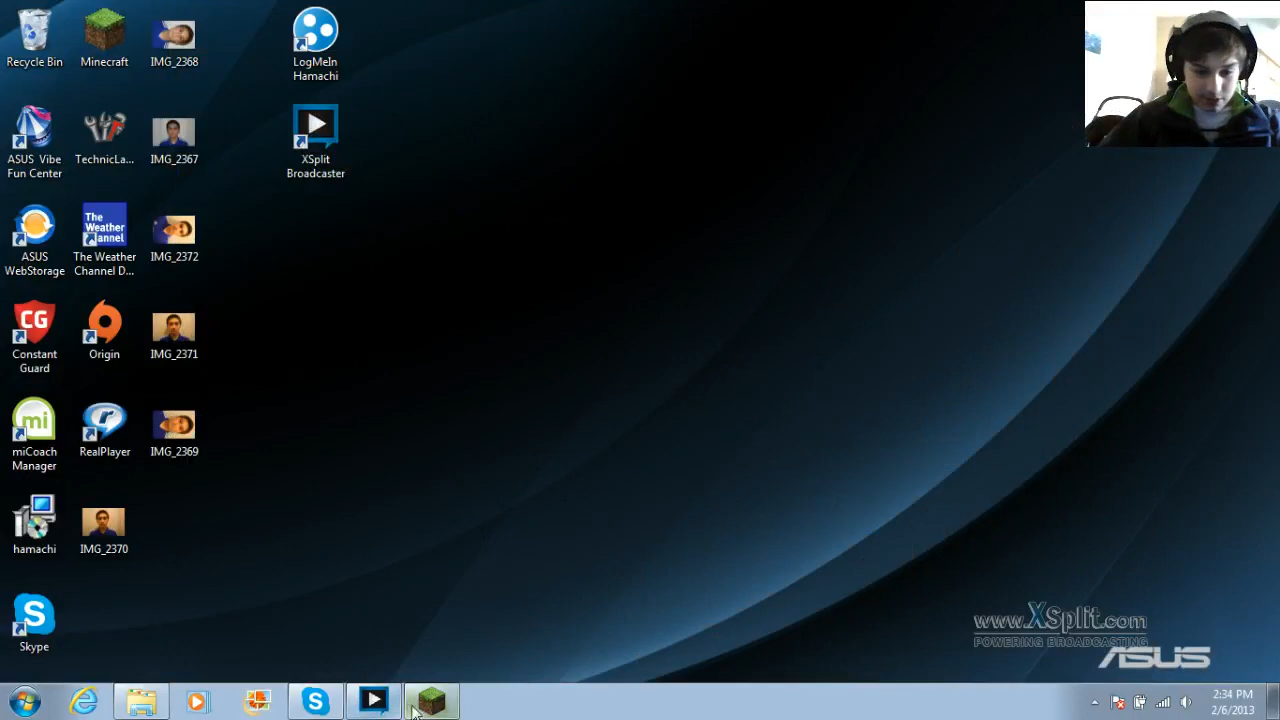 Recycle Bin
Minecraft
IMG_2368
LogMeIn
Hamachi
ASUS Vibe
Fun Center
TechnicLa...
IMG_2367
XSplit
Broadcaster
The
Weather
Channel
ASUS
WebStorage
The Weather
Channel D...
IMG_2372
CG
Constant
Guard
Origin
IMG_2371
mi
miCoach
Manager
RealPlayer
IMG_2369
hamachi
IMG_2370
S
Skype
www.XSplit.com
POWERING BROADCASTING
ASUS
S
2:34 PM
2/6/2013